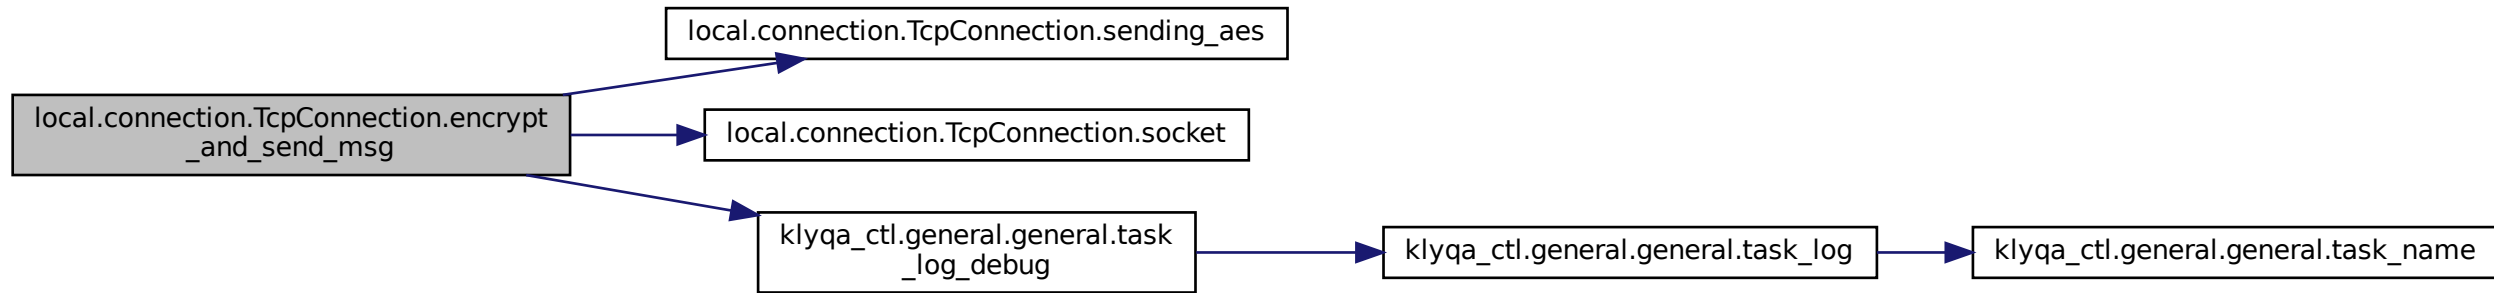 local.connection.TcpConnection.sending_aes
local.connection.TcpConnection.encrypt
_and_send_msg
local.connection.TcpConnection.socket
klyqa_ctl.general.general.task
_log_debug
klyqa_ctl.general.general.task_log
klyqa_ctl.general.general.task_name